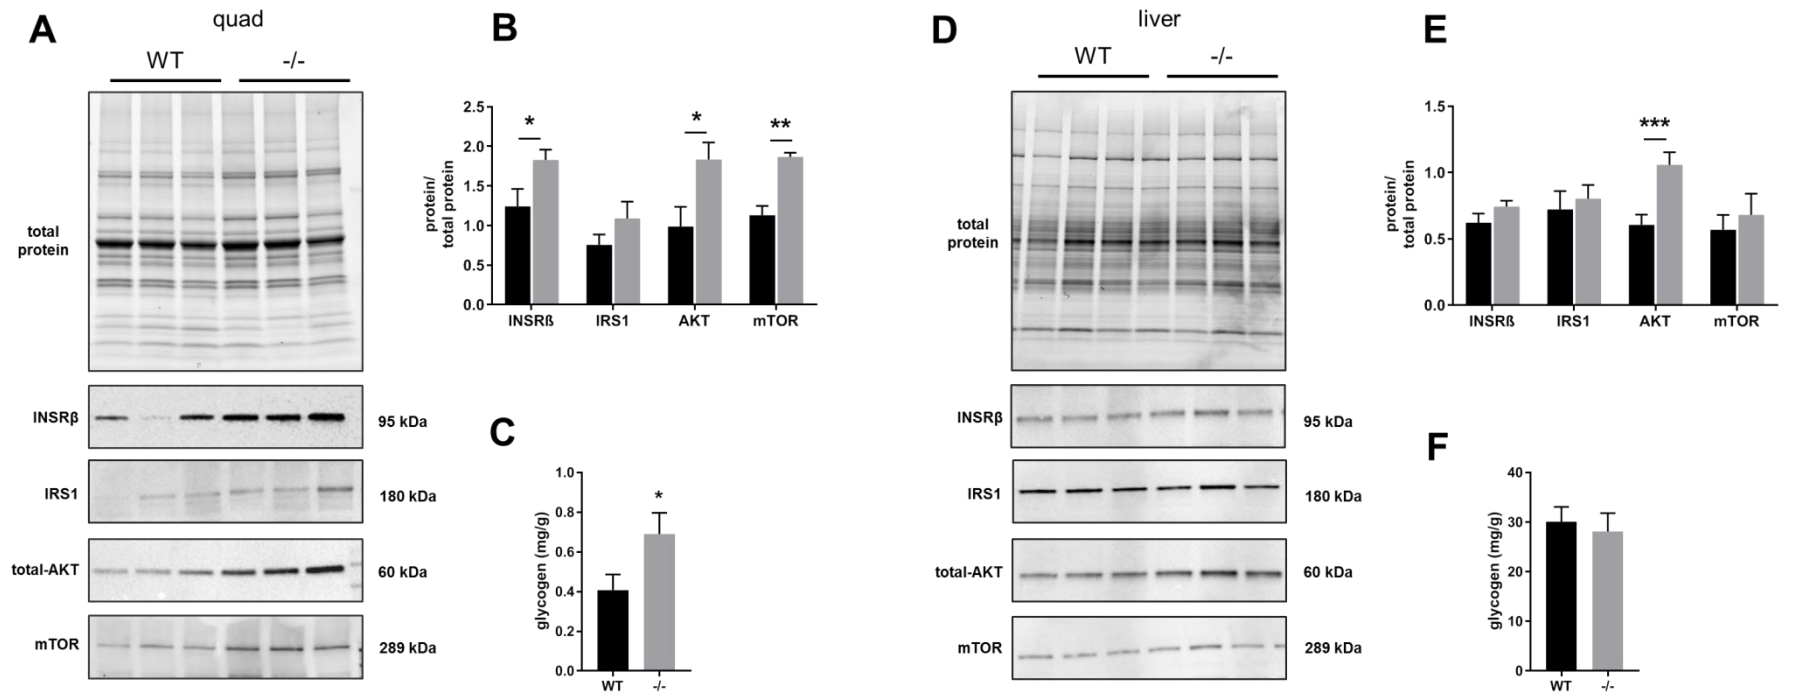 A
quad
WT
-/-
total
protein
INSRβ
95 kDa
IRS1
180 kDa
total-AKT
60 kDa
mTOR
289 kDa
B
protein/
total protein
2.5
2.0
1.5
1.0
0.5
0.0
*
*
**
INSRß
IRS1
AKT
mTOR
C
glycogen (mg/g)
1.0
0.8
0.6
0.4
0.2
0.0
*
WT
-/-
D
liver
WT
-/-
total
protein
INSRβ
95 kDa
IRS1
180 kDa
total-AKT
60 kDa
mTOR
289 kDa
E
protein/
total protein
1.5
1.0
0.5
0.0
***
INSRß
IRS1
AKT
mTOR
F
glycogen (mg/g)
40
30
20
10
0
WT
-/-